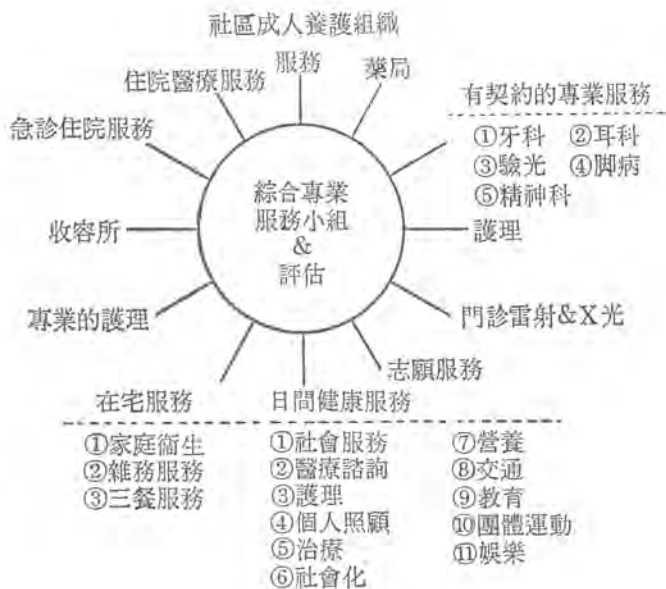 社區成人養護組織
服務
藥局
住院醫療服務
有契約的專業服務
①牙科 ②耳科
③驗光 ④脚病
⑤精神科
急診住院服務
綜合專業
服務小組
&
評估
收容所
護理
專業的護理
門診雷射&X光
志願服務
在宅服務
①家庭衞生
②雜務服務
③三餐服務
日間健康服務
①社會服務
②醫療諮詢
③護理
④個人照顧
⑤治療
⑥社會化
⑦營養
⑧交通
⑨教育
⑩團體運動
⑪娛樂